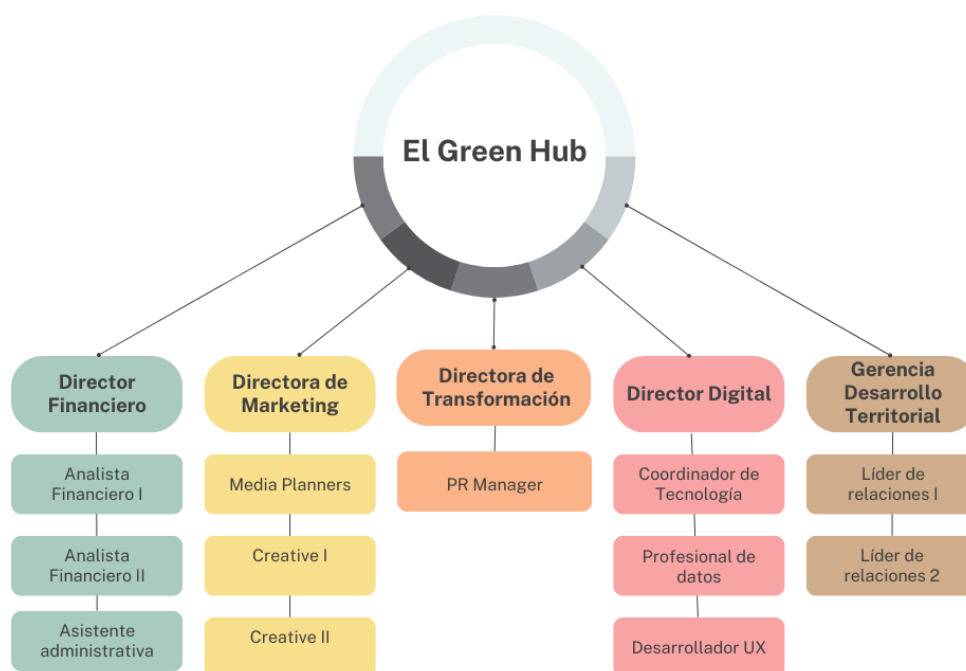 El Green Hub
Director
Financiero
Directora de
Marketing
Directora de
Transformación
Director Digital
Gerencia
Desarrollo
Territorial
Analista
Financiero I
Media Planners
PR Manager
Coordinador de
Tecnología
Líder de
relaciones I
Analista
Financiero II
Creative I
Profesional de
datos
Líder de
relaciones 2
Asistente
administrativa
Creative II
Desarrollador UX